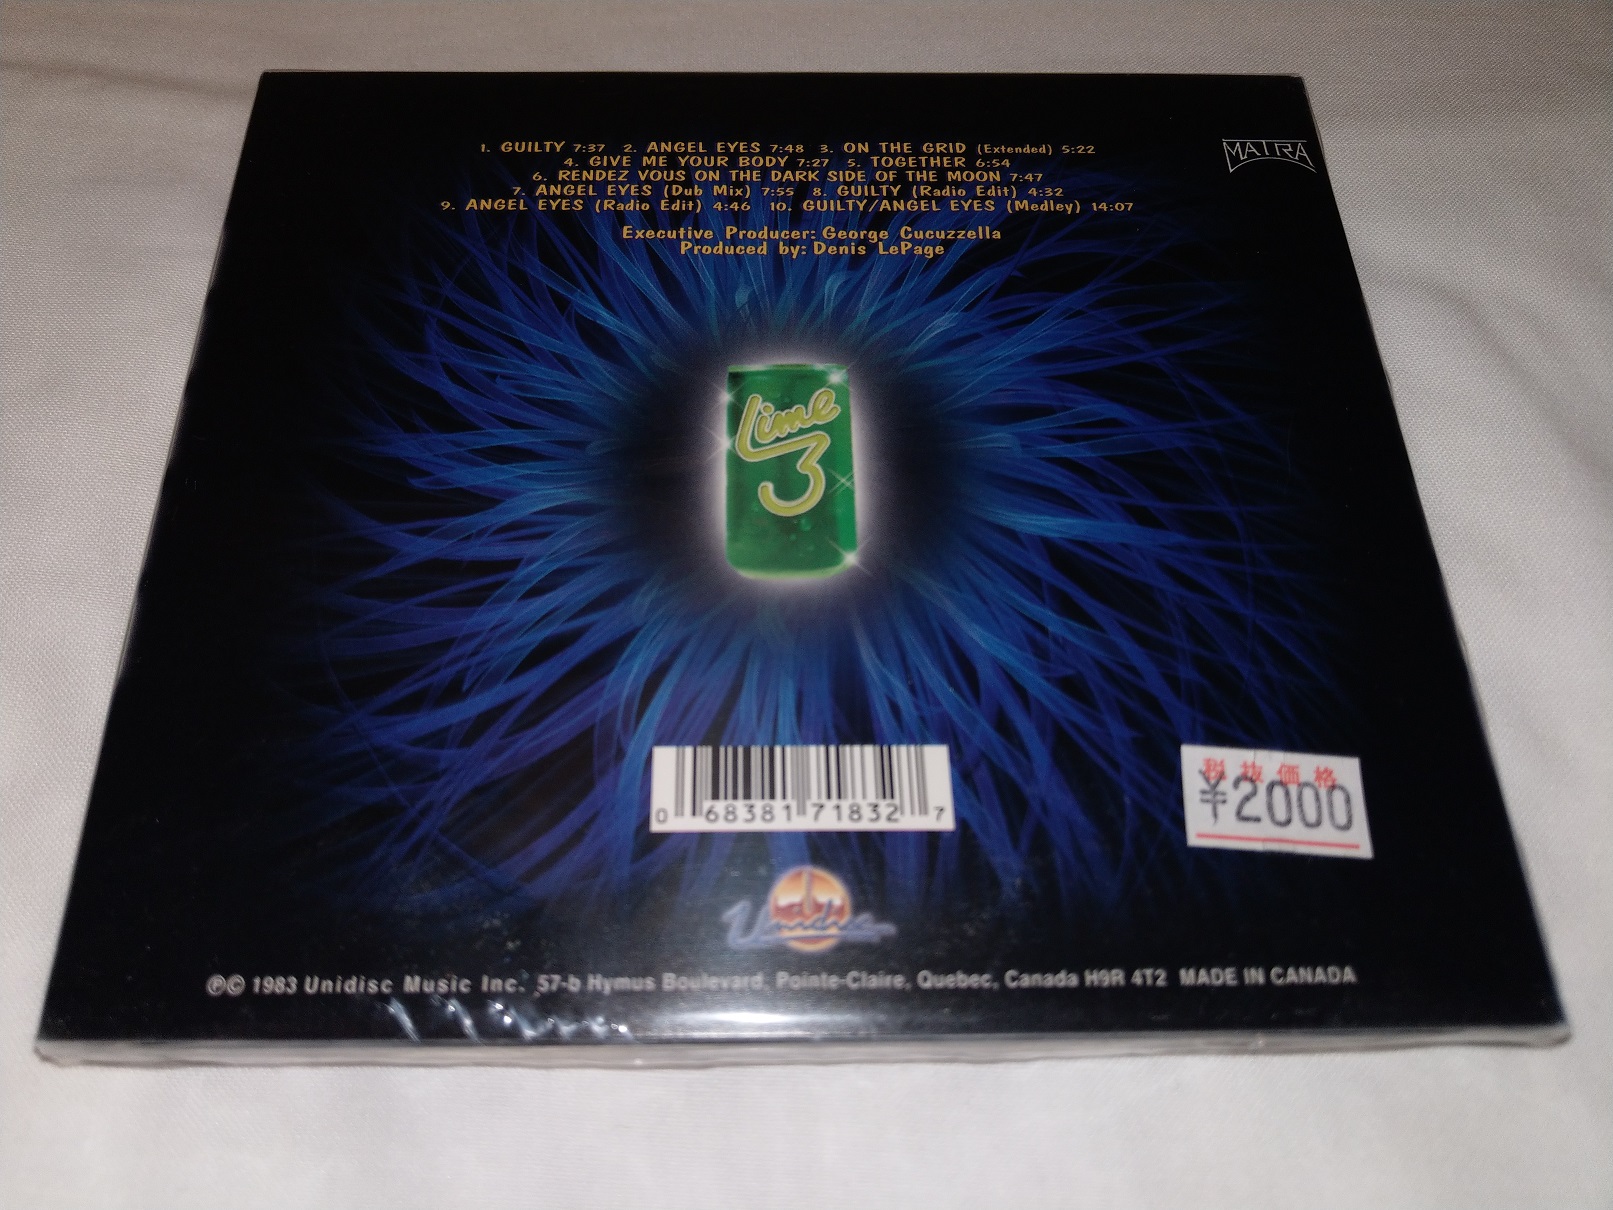 1. GUILTY 7:37 2. ANGEL EYES 7:48 3. ON THE GRID (Extended) 5:22
4. GIVE ME YOUR BODY 7:27 5. TOGETHER 6:54
6. RENDEZ VOUS ON THE DARK SIDE OF THE MOON 7:47
7. ANGEL EYES (Dub Mix) 7:55 8. GUILTY (Radio Edit) 4:32
9. ANGEL EYES (Radio Edit) 4:46 10. GUILTY/ANGEL EYES (Medley) 14:07
Executive Producer: George Cucuzzella
Produced by: Denis LePage
MATRA
Lime
3
0 68381 71832 7
税抜価格
¥2000
Unidisc
℗© 1983 Unidisc Music Inc. 57-b Hymus Boulevard, Pointe-Claire, Quebec, Canada H9R 4T2 MADE IN CANADA